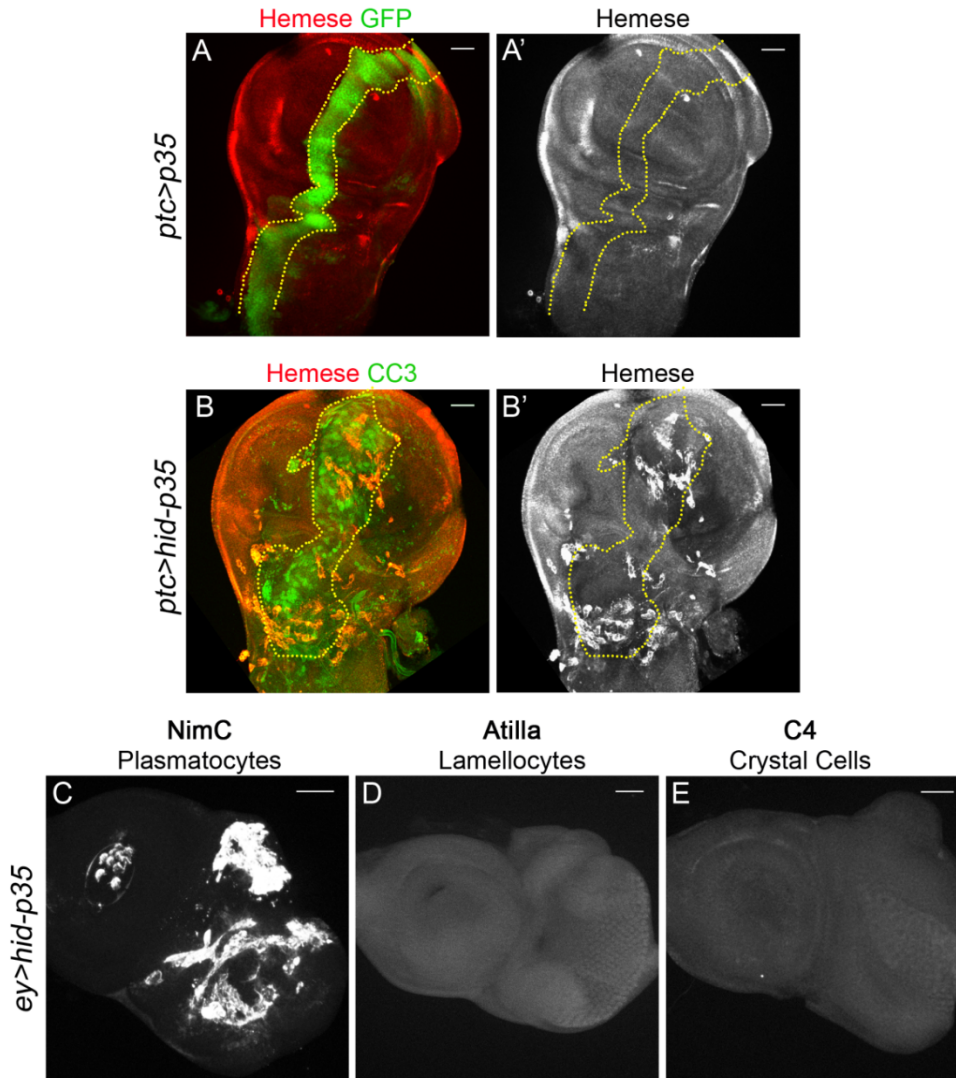 Hemese GFP
Hemese
A
A'
ptc>p35
Hemese CC3
Hemese
B
B'
ptc>hid-p35
NimC
Plasmatocytes
Atilla
Lamellocytes
C4
Crystal Cells
C
D
E
ey>hid-p35